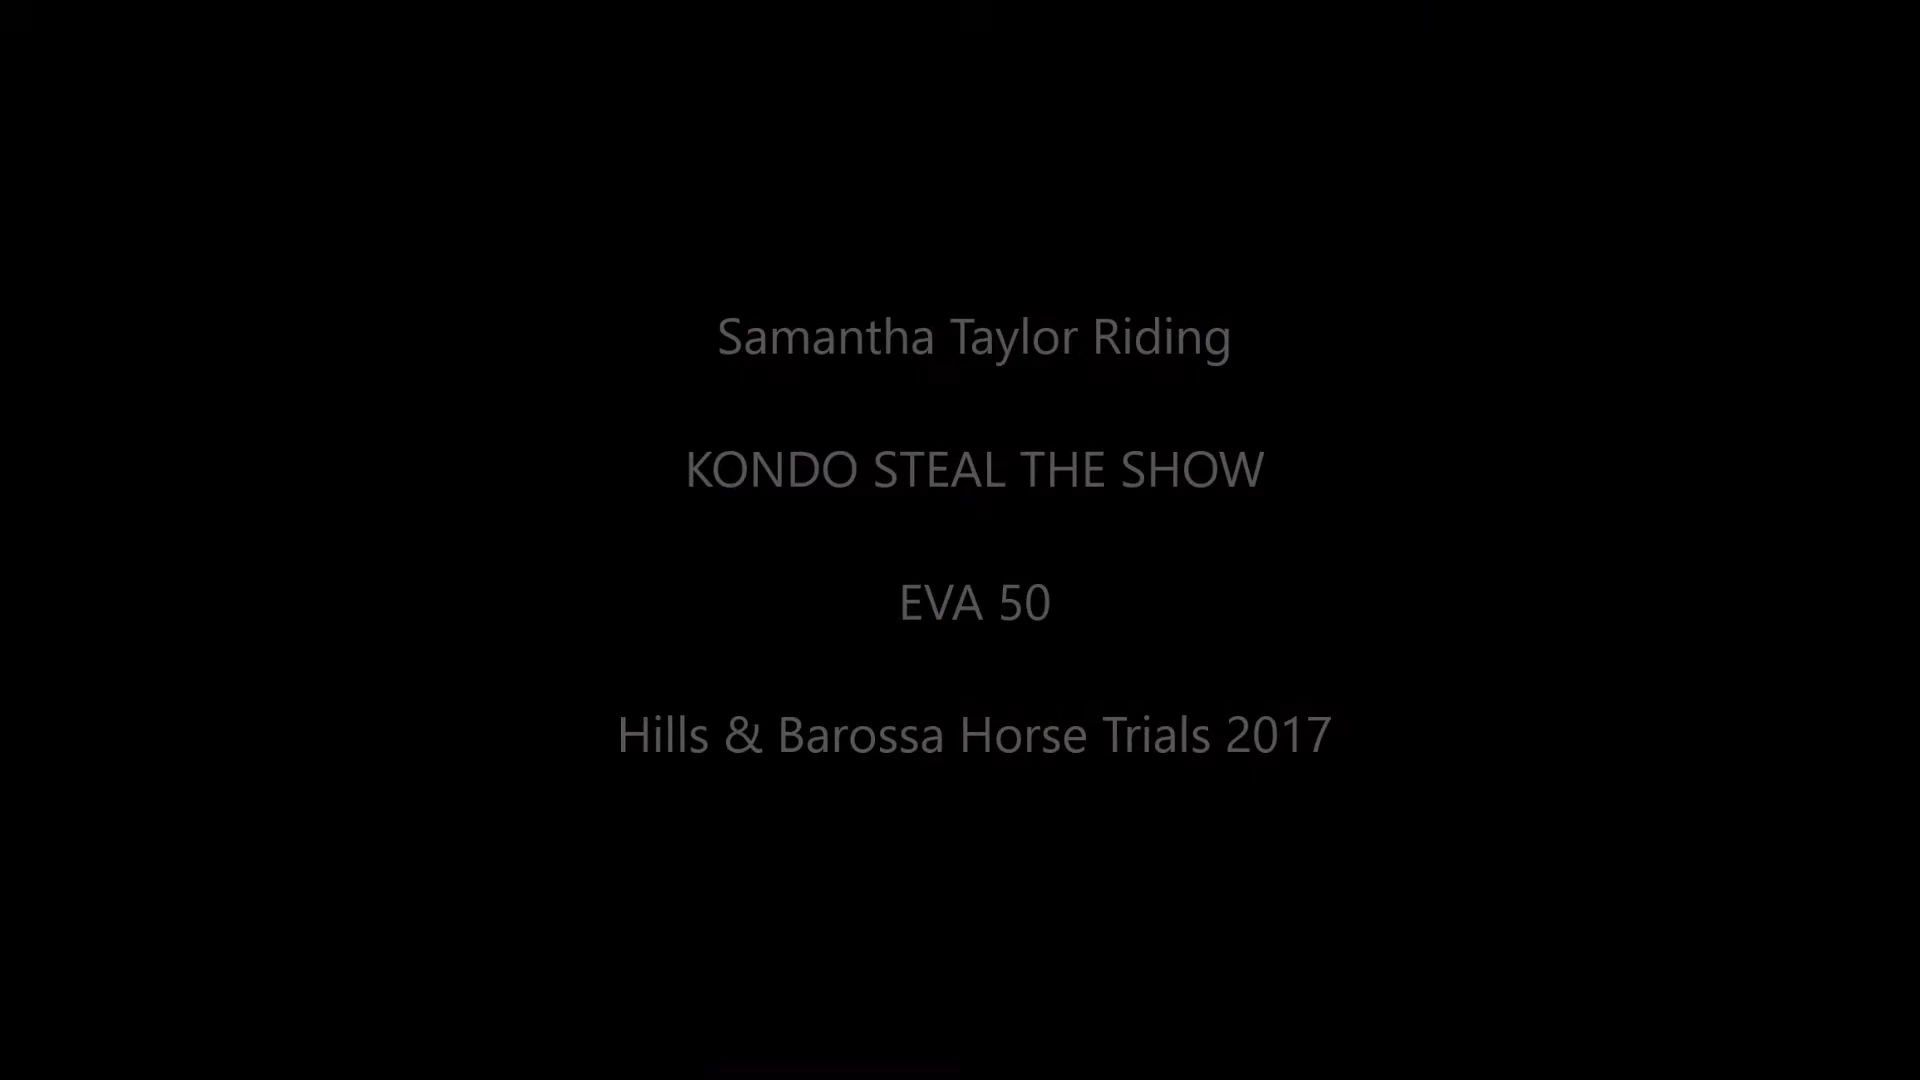 Samantha Taylor Riding
KONDO STEAL THE SHOW
EVA 50
Hills & Barossa Horse Trials 2017